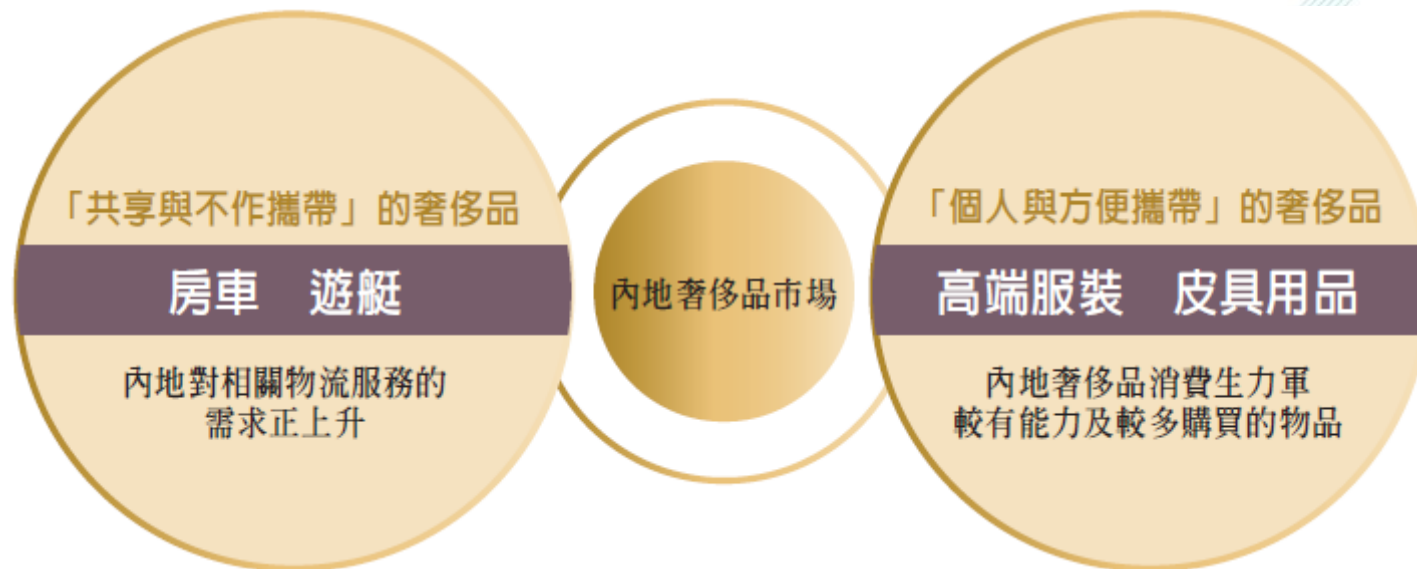 「共享與不作攜帶」的奢侈品
房車　遊艇
內地對相關物流服務的
需求正上升
內地奢侈品市場
「個人與方便攜帶」的奢侈品
高端服裝　皮具用品
內地奢侈品消費生力軍
較有能力及較多購買的物品